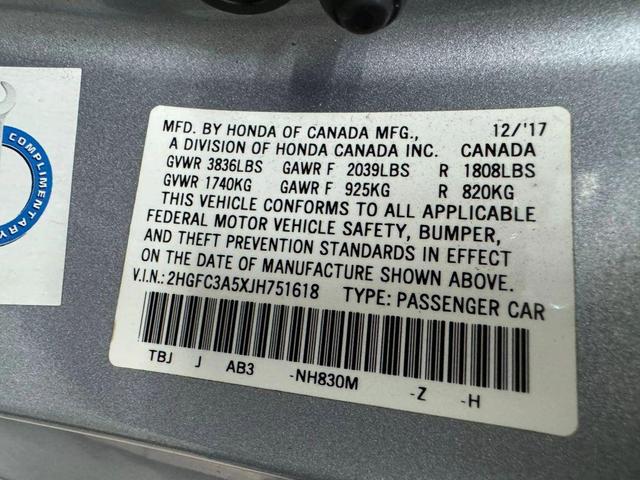 COMPLIMENTARY
MFD. BY HONDA OF CANADA MFG., 12/'17
A DIVISION OF HONDA CANADA INC. CANADA
GVWR 3836LBS GAWR F 2039LBS R 1808LBS
GVWR 1740KG GAWR F 925KG R 820KG
THIS VEHICLE CONFORMS TO ALL APPLICABLE
FEDERAL MOTOR VEHICLE SAFETY, BUMPER,
AND THEFT PREVENTION STANDARDS IN EFFECT
ON THE DATE OF MANUFACTURE SHOWN ABOVE.
V.I.N.: 2HGFC3A5XJH751618 TYPE: PASSENGER CAR
TBJ J AB3 -NH830M -Z -H